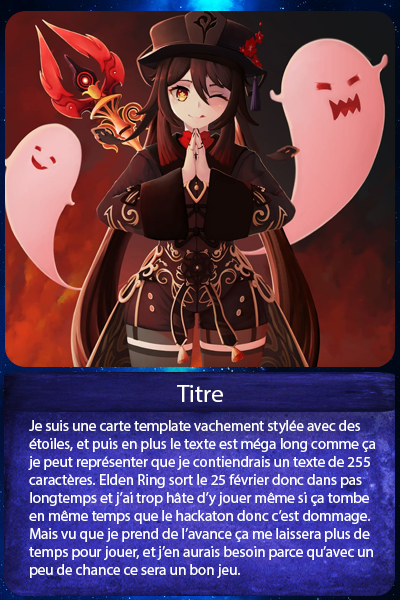 Titre
Je suis une carte template vachement stylée avec des
étoiles, et puis en plus le texte est méga long comme ça
je peut représenter que je contiendrais un texte de 255
caractères. Elden Ring sort le 25 février donc dans pas
longtemps et j'ai trop hâte d'y jouer même si ça tombe
en même temps que le hackaton donc c'est dommage.
Mais vu que je prend de l'avance ça me laissera plus de
temps pour jouer, et j'en aurais besoin parce qu'avec un
peu de chance ce sera un bon jeu.